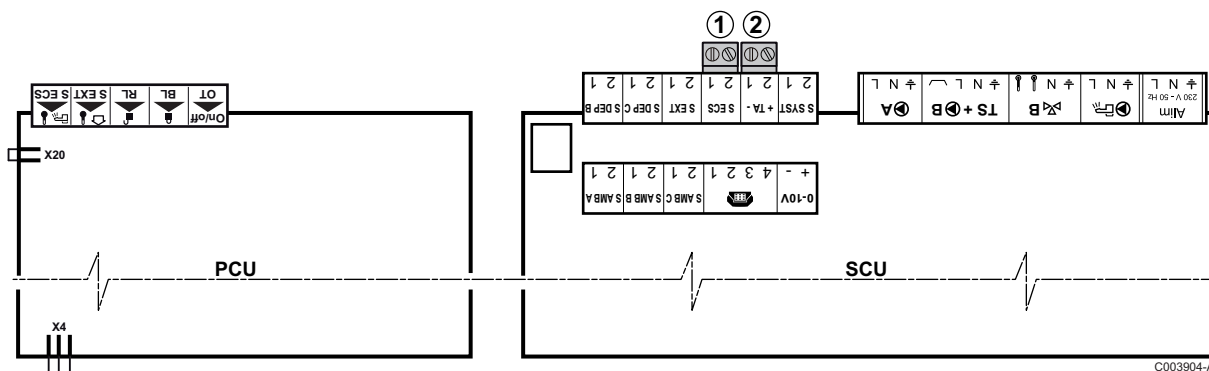 1 2
S ECS S EXT RL BL On/off OT
X20
1 2 1 2 1 2 1 2 1 2 1 2
S DEP B S DEP C S EXT S ECS + TA - S SYST
L N L N N L N L N
A TS + B B Alim 230 V - 50 Hz
1 2 1 2 1 2 1 2 3 4 - +
S AMB A S AMB B S AMB C 0-10V
PCU SCU
X4
C003904-A